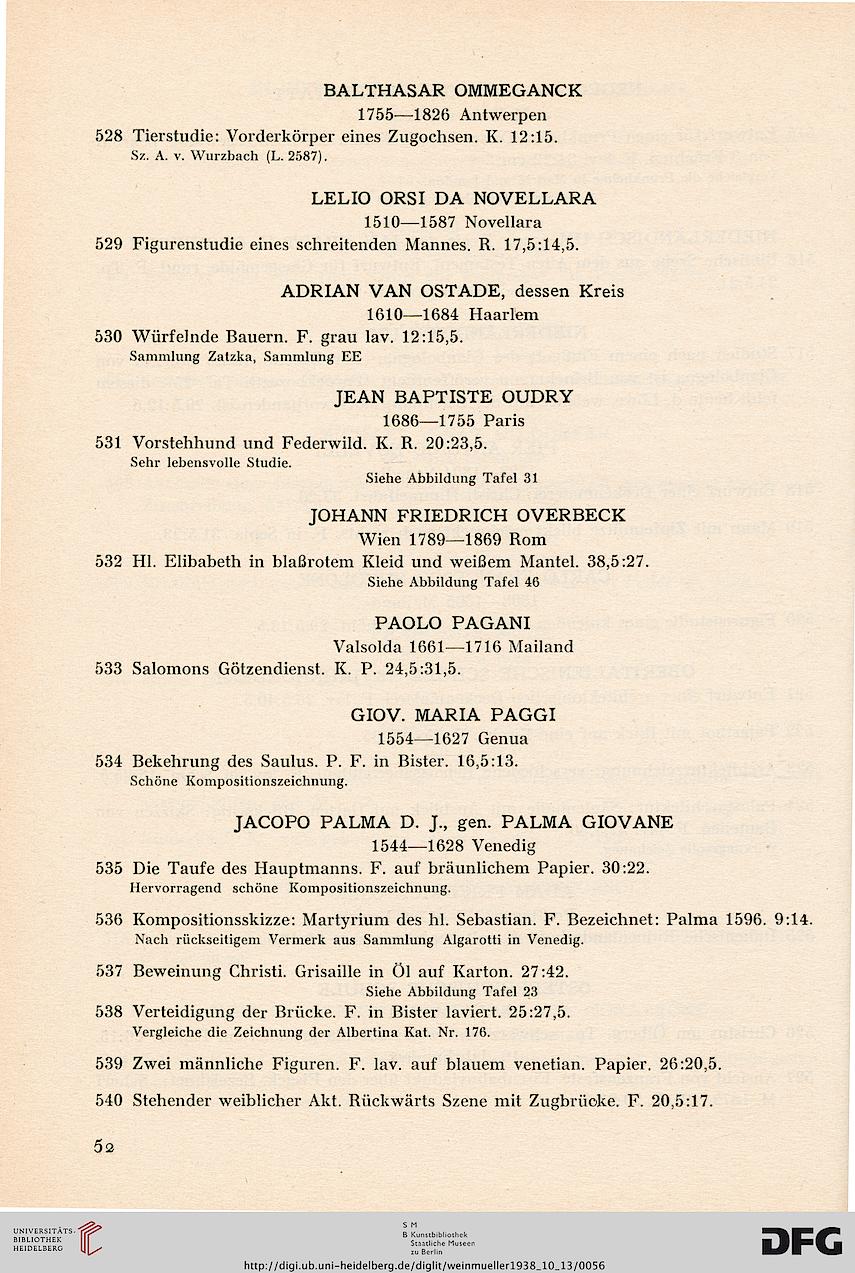 BALTHASAR OMMEGANCK
1755—1826 Antwerpen
528 Tierstudie: Vorderkörper eines Zugochsen. K. 12:15.
Sz. A. v. Wurzbach (L. 2587).
LELIO ORSI DA NOVELLARA
1510—1587 Novellara
529 Figurenstudie eines schreitenden Mannes. R. 17,5:14,5.
ADRIAN VAN OSTADE, dessen Kreis
1610—1684 Haarlem
530 Würfelnde Bauern. F. grau lav. 12:15,5.
Sammlung Zatzka, Sammlung EE
JEAN BAPTISTE OUDRY
1686—1755 Paris
531 Vorstehhund und Federwild. K. R. 20:23,5.
Sehr lebensvolle Studie.
Siehe Abbildung Tafel 31
JOHANN FRIEDRICH OVERBECK
Wien 1789—1869 Rom
532 Hl. Elibabeth in blaßrotem Kleid und weißem Mantel. 38,5:27.
Siehe Abbildung Tafel 46
PAOLO PAGANI
Valsolda 1661—1716 Mailand
533 Salomons Götzendienst. K. P. 24,5:31,5.
GIOV. MARIA PAGGI
1554—1627 Genua
534 Bekehrung des Saulus. P. F. in Bister. 16,5:13.
Schöne Kompositionszeichnung.
JACOPO PALMA D. J., gen. PALMA GIOVANE
1544—1628 Venedig
535 Die Taufe des Hauptmanns. F. auf bräunlichem Papier. 30:22.
Hervorragend schöne Kompositionszeichnung.
536 Kompositionsskizze: Martyrium des hl. Sebastian. F. Bezeichnet: Palma 1596. 9:14.
Nach rückseitigem Vermerk aus Sammlung Algarotti in Venedig.
537 Beweinung Christi. Grisaille in Öl auf Karton. 27:42.
Siehe Abbildung Tafel 23
538 Verteidigung der Brücke. F. in Bister laviert. 25:27,5.
Vergleiche die Zeichnung der Albertina Kat. Nr. 176.
539 Zwei männliche Figuren. F. lav. auf blauem venetian. Papier. 26:20,5.
540 Stehender weiblicher Akt. Rückwärts Szene mit Zugbrücke. F. 20,5:17.
52
UNIVERSITÄTS-
BIBLIOTHEK
HEIDELBERG
S M
B Kunstbibliothek
Staatliche Museen
zu Berlin
DFG
http://digi.ub.uni-heidelberg.de/diglit/weinmueller1938_10_13/0056